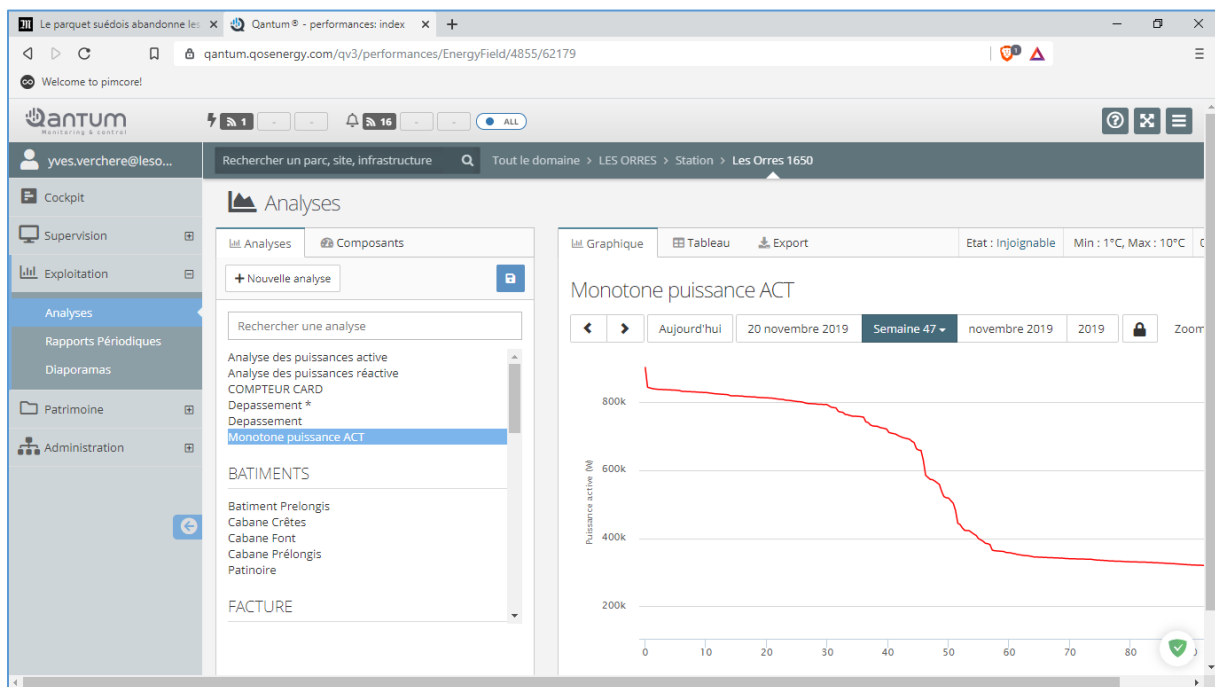 Le parquet suédois abandonne les
Qantum® - performances: index
qantum.qosenergy.com/qv3/performances/EnergyField/4855/62179
Welcome to pimcore!
Qantum
Monitoring & control
1 - - 16 - - ALL
yves.verchere@leso...
Rechercher un parc, site, infrastructure
Tout le domaine > LES ORRES > Station > Les Orres 1650
Cockpit
Supervision
Exploitation
Analyses
Rapports Périodiques
Diaporamas
Patrimoine
Administration
Analyses
Analyses Composants
+ Nouvelle analyse
Rechercher une analyse
Analyse des puissances active
Analyse des puissances réactive
COMPTEUR CARD
Depassement *
Depassement
Monotone puissance ACT
BATIMENTS
Batiment Prelongis
Cabane Crêtes
Cabane Font
Cabane Prélongis
Patinoire
FACTURE
Graphique Tableau Export Etat : Injoignable Min : 1°C, Max : 10°C
Monotone puissance ACT
Aujourd'hui 20 novembre 2019 Semaine 47 novembre 2019 2019 Zoom
Puissance active (W)
800k
600k
400k
200k
0 10 20 30 40 50 60 70 80